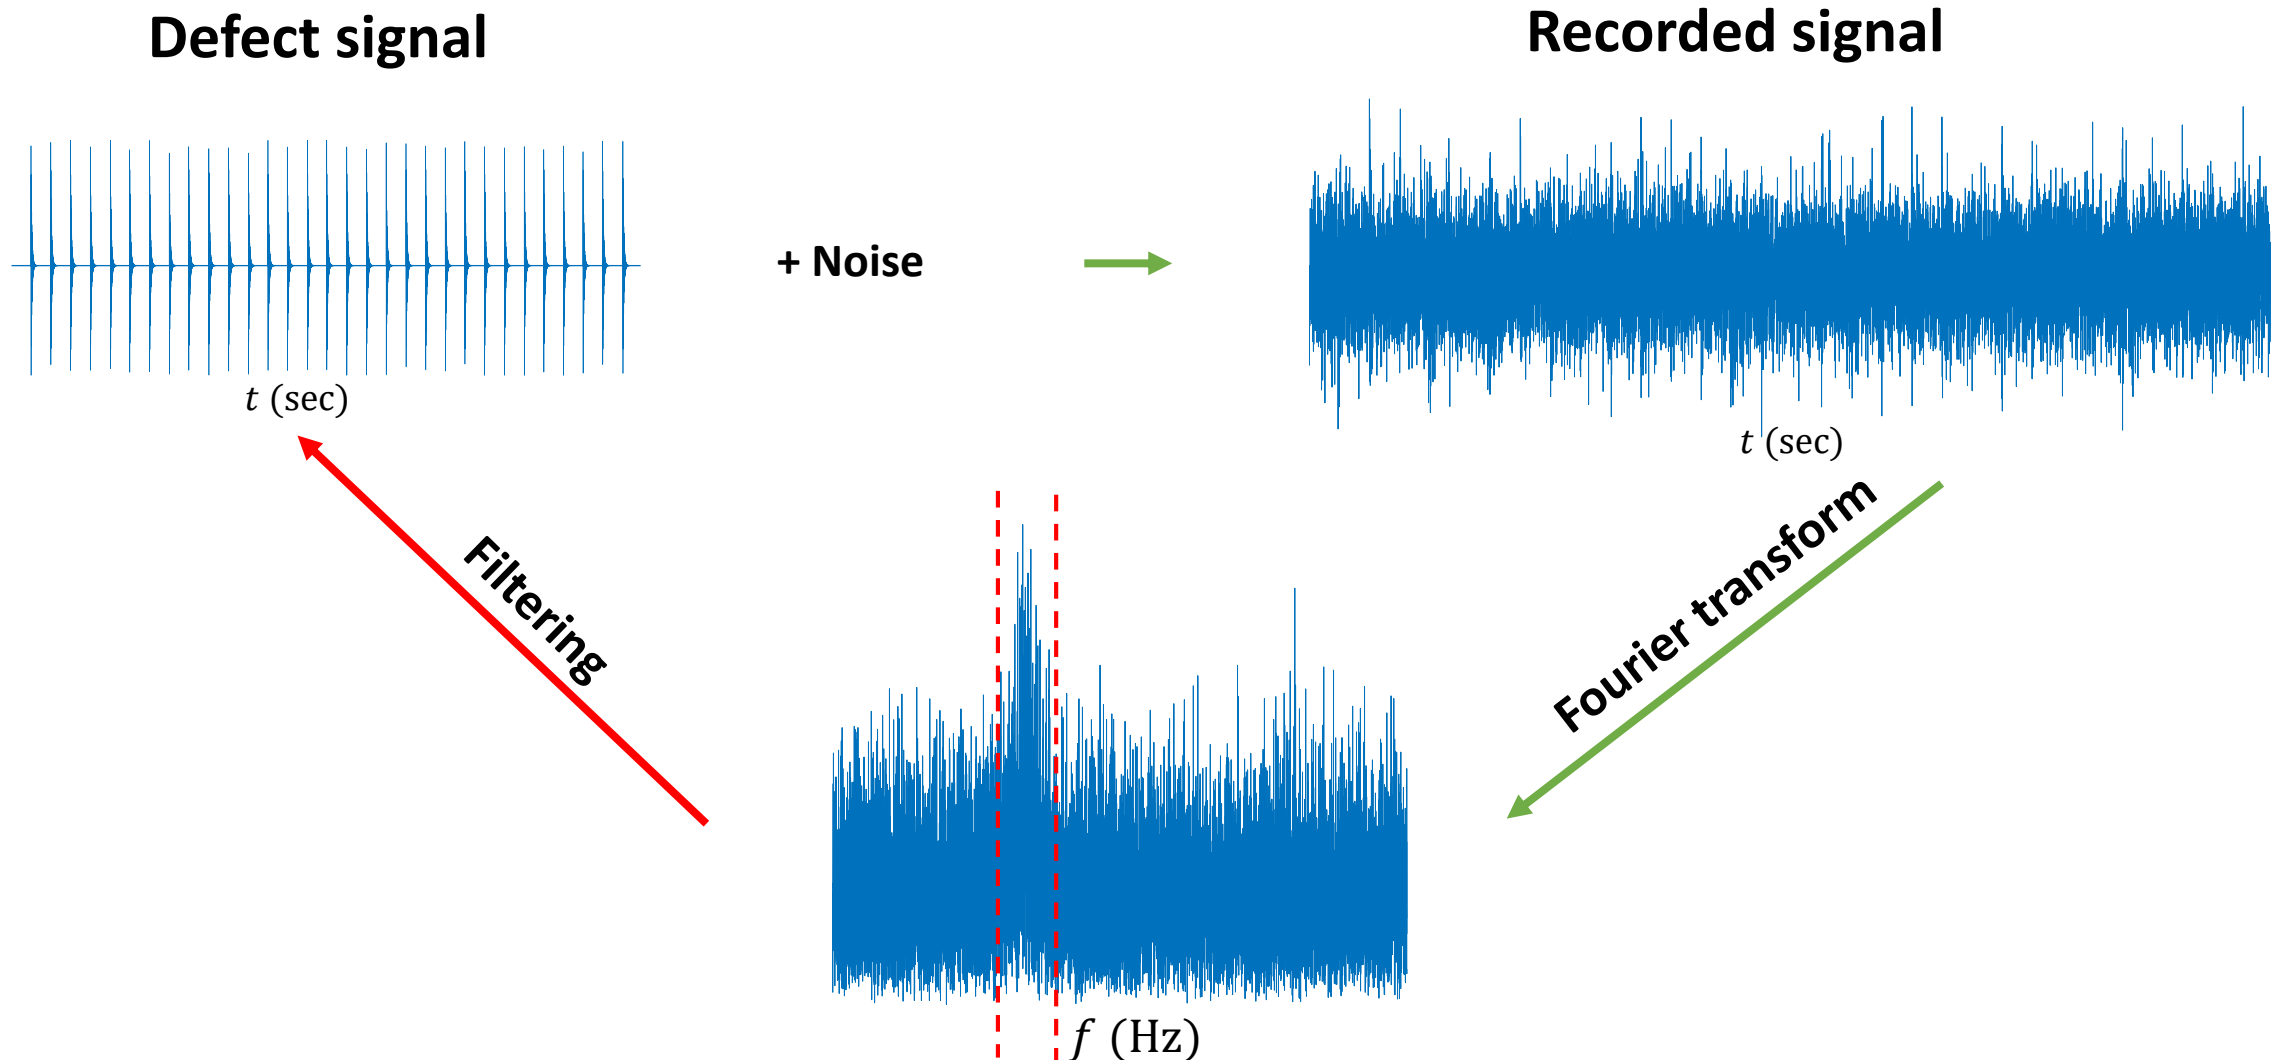 Defect signal
Recorded signal
+ Noise
t (sec)
t (sec)
Filtering
Fourier transform
f (Hz)